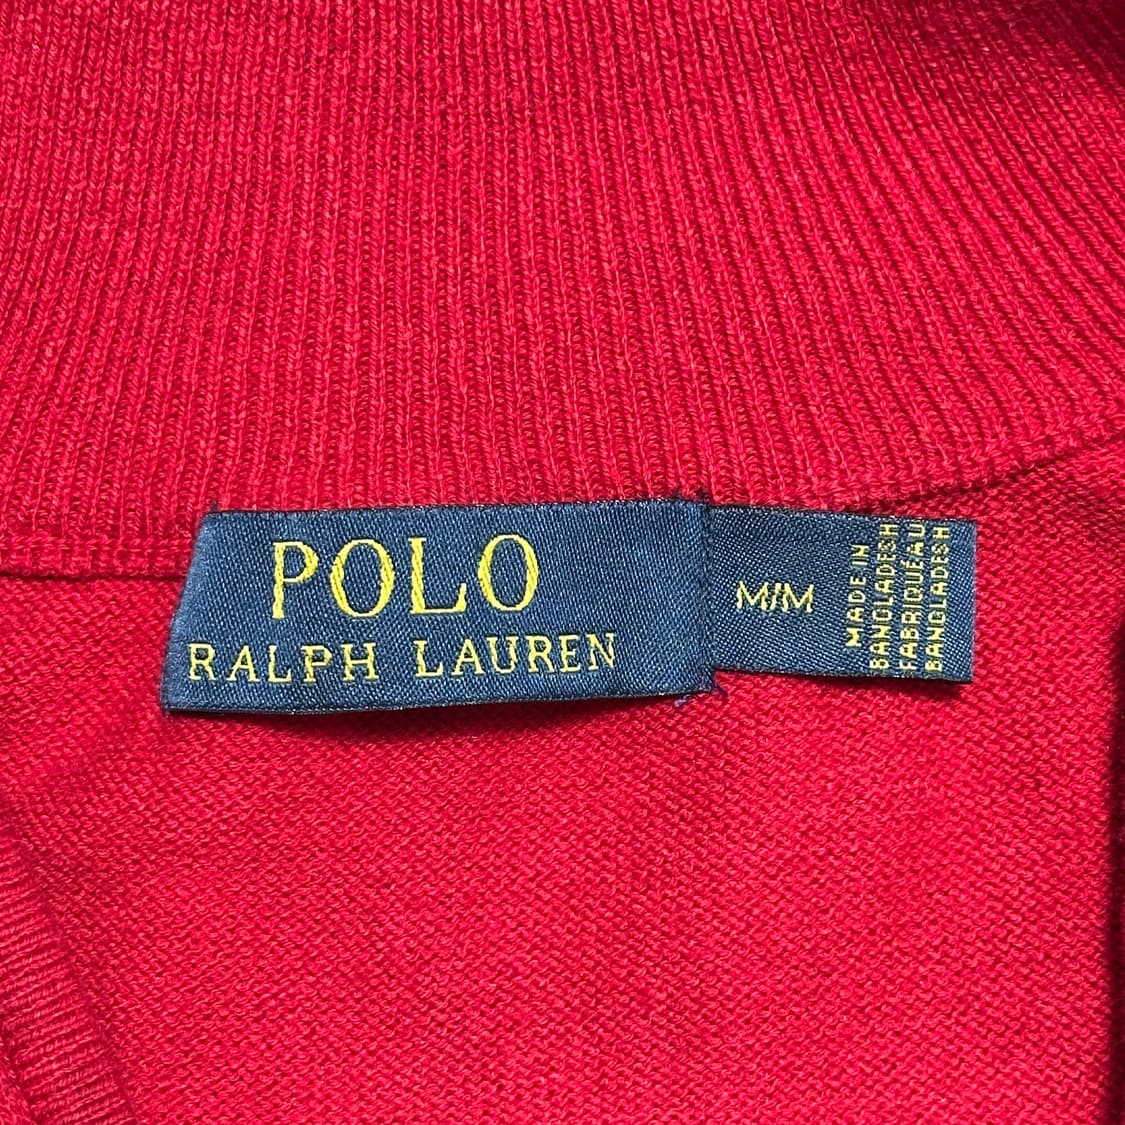 POLO
RALPH LAUREN
M/M
MADE IN
BANGLADESH
FABRIQUÉ AU
BANGLADESH